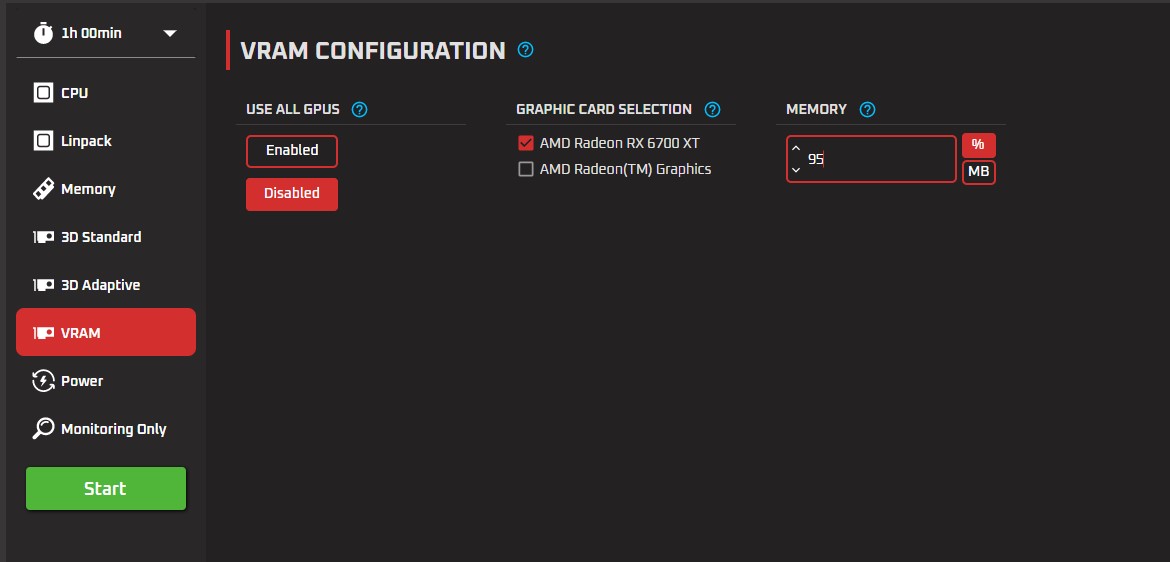 1h 00min
CPU
Linpack
Memory
3D Standard
3D Adaptive
VRAM
Power
Monitoring Only
Start
VRAM CONFIGURATION ?
USE ALL GPUS ?
Enabled
Disabled
GRAPHIC CARD SELECTION ?
AMD Radeon RX 6700 XT
AMD Radeon(TM) Graphics
MEMORY ?
95
%
MB